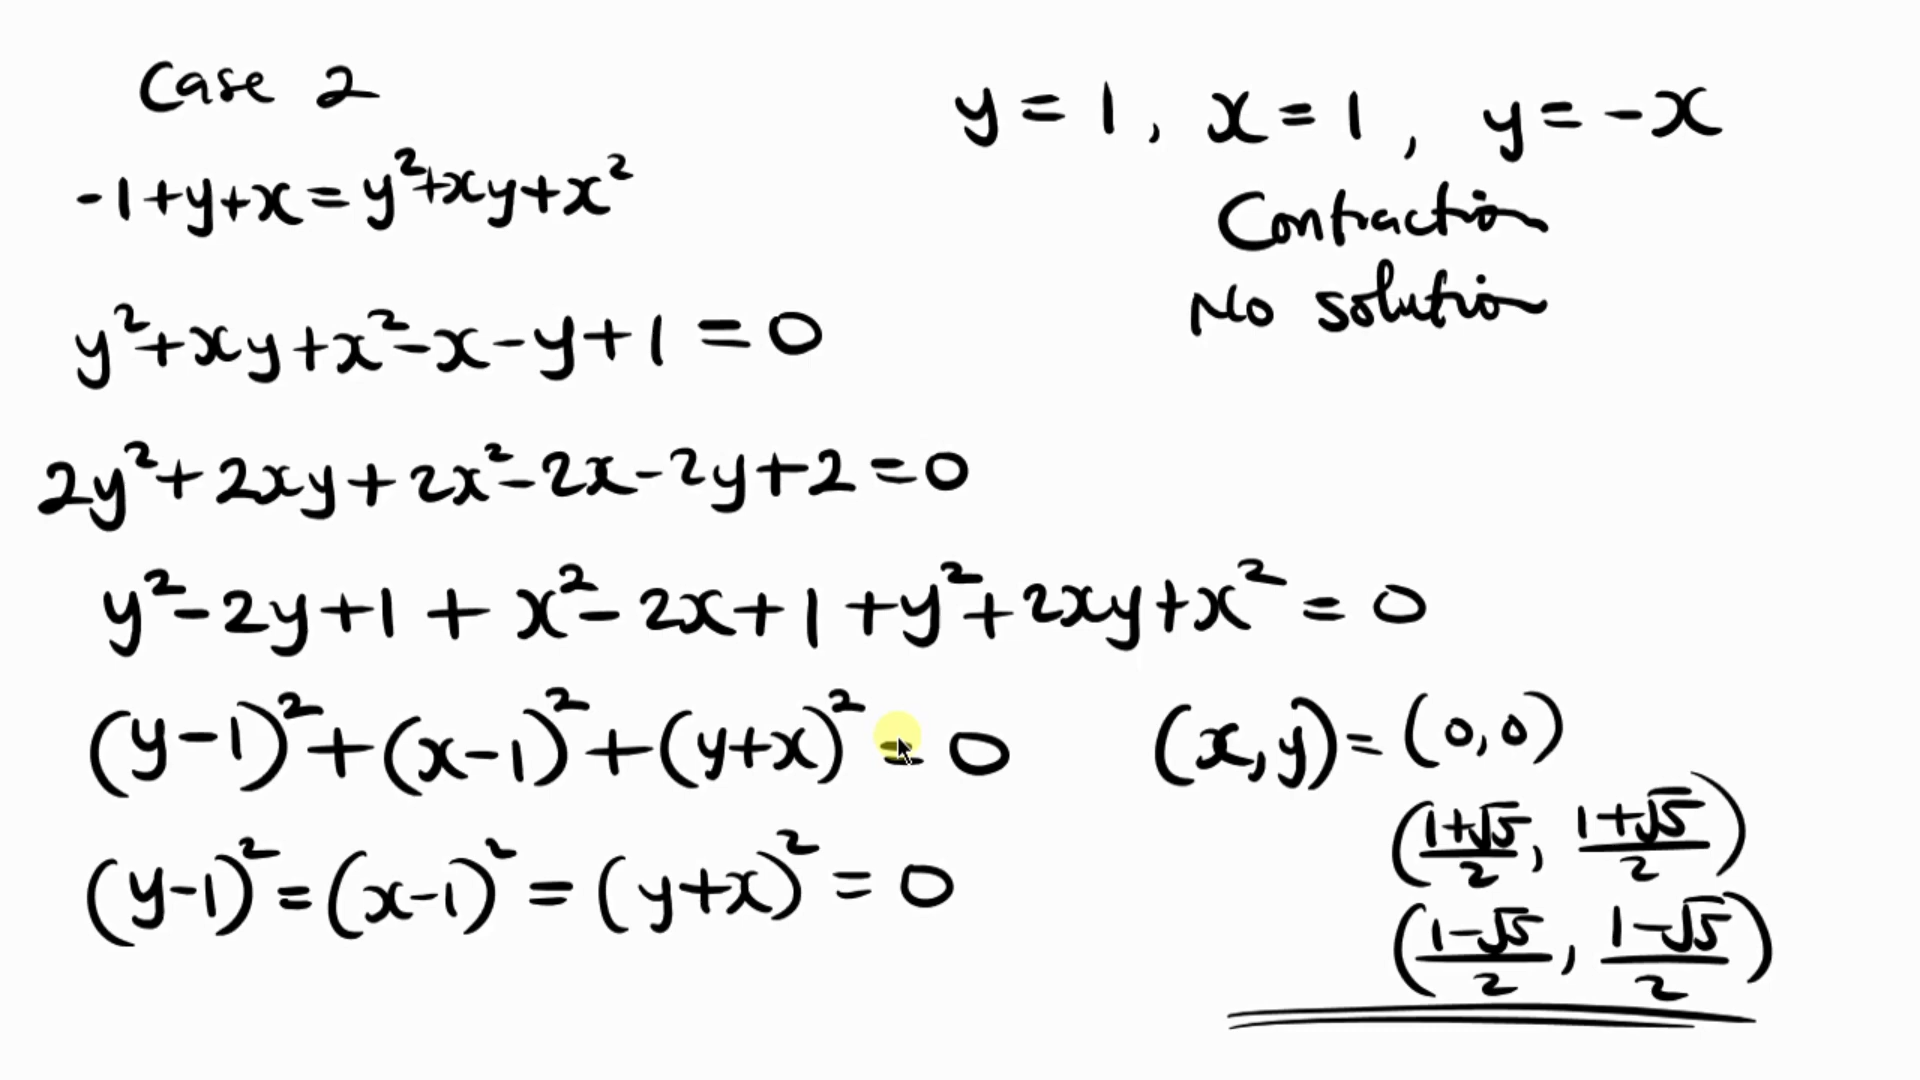 Case 2
-1+y+x=y²+xy+x²
y²+xy+x²-x-y+1=0
2y²+2xy+2x²-2x-2y+2=0
y²-2y+1+x²-2x+1+y²+2xy+x²=0
(y-1)²+(x-1)²+(y+x)²=0
(y-1)²=(x-1)²=(y+x)²=0
y=1, x=1, y=-x
Contraction
No solution
(x,y)=(0,0)
((1+√5)/2, (1+√5)/2)
((1-√5)/2, (1-√5)/2)